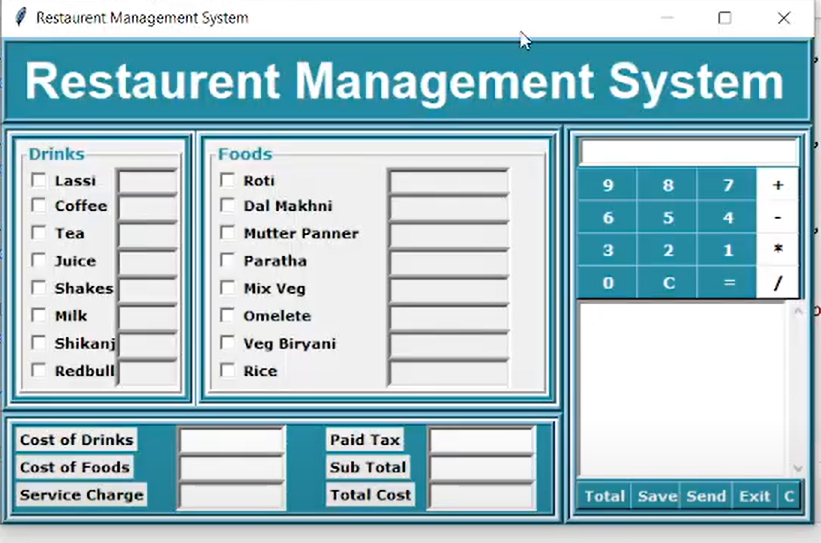 Restaurent Management System
Restaurent Management System
Drinks
Lassi
Coffee
Tea
Juice
Shakes
Milk
Shikanj
Redbull
Foods
Roti
Dal Makhni
Mutter Panner
Paratha
Mix Veg
Omelete
Veg Biryani
Rice
9 8 7 +
6 5 4 -
3 2 1 *
0 C = /
Cost of Drinks
Cost of Foods
Service Charge
Paid Tax
Sub Total
Total Cost
Total Save Send Exit C